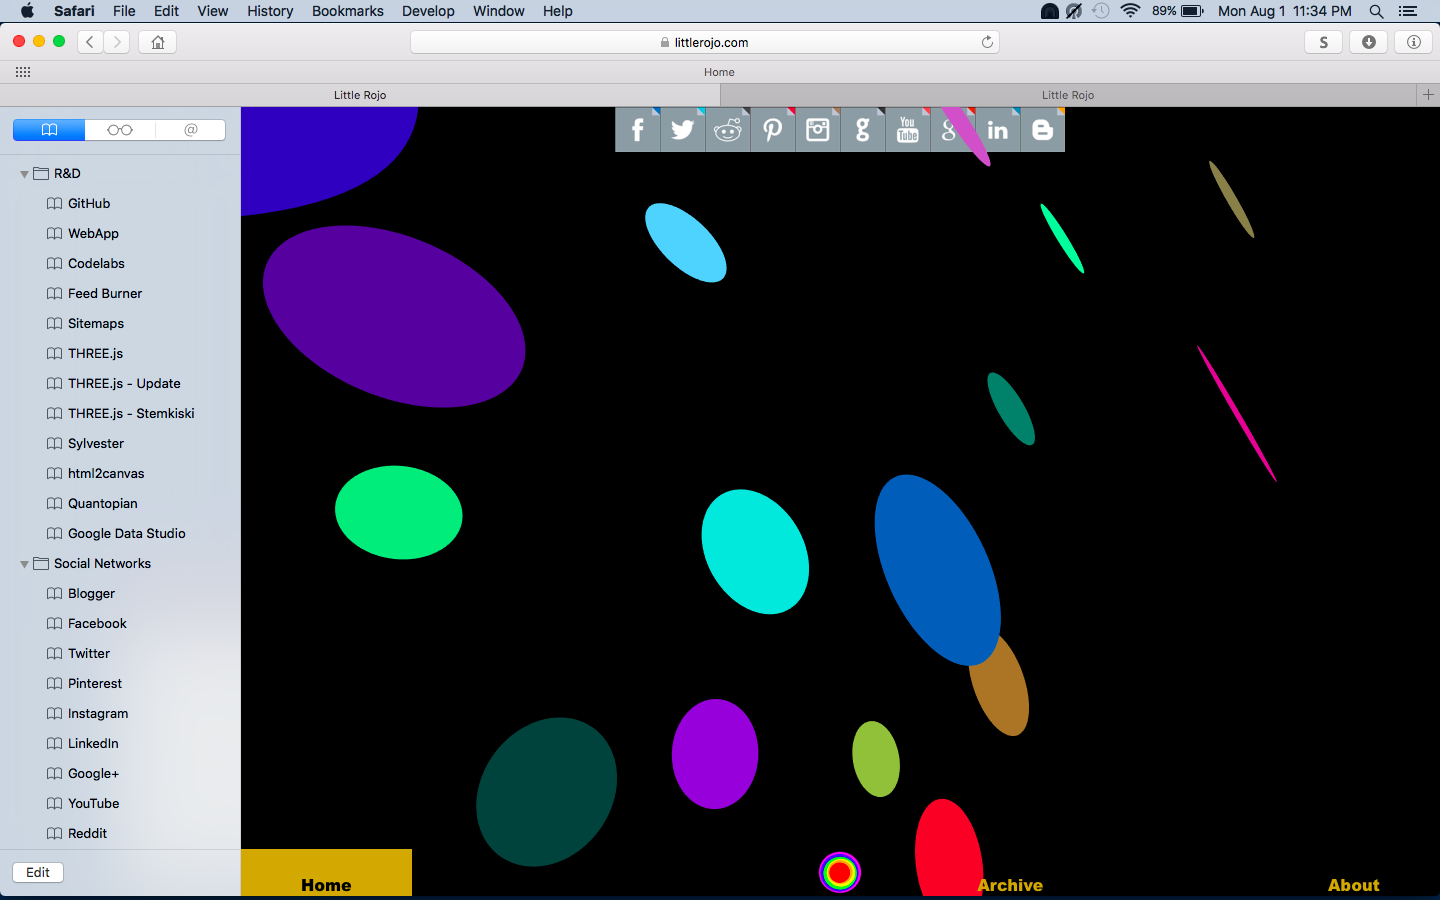 Safari File Edit View History Bookmarks Develop Window Help 89% Mon Aug 1 11:34 PM
littlerojo.com S
Home
Little Rojo Little Rojo
@
R&D
GitHub
WebApp
Codelabs
Feed Burner
Sitemaps
THREE.js
THREE.js - Update
THREE.js - Stemkiski
Sylvester
html2canvas
Quantopian
Google Data Studio
Social Networks
Blogger
Facebook
Twitter
Pinterest
Instagram
LinkedIn
Google+
YouTube
Reddit
Edit
f g You Tube g in B
Home Archive About